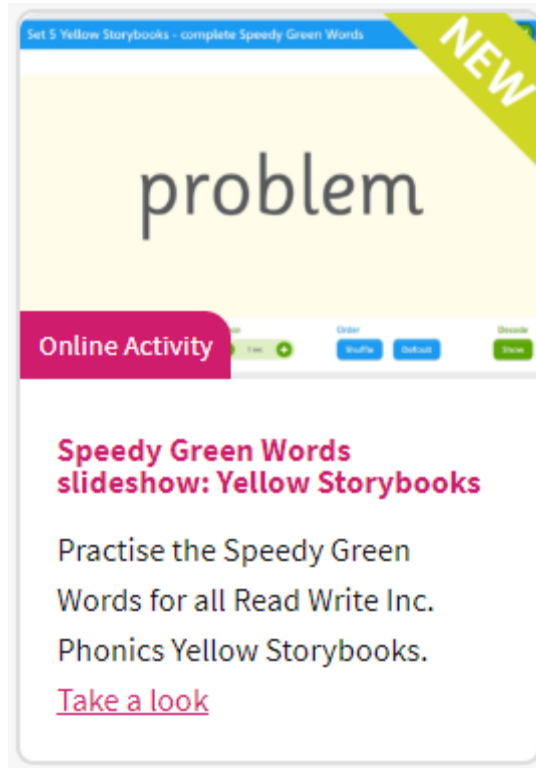 Set 5 Yellow Storybooks - complete Speedy Green Words
NEW
problem
Online Activity
1 sec
Order
Shuffle
Default
Decode
Show
Speedy Green Words
slideshow: Yellow Storybooks
Practise the Speedy Green
Words for all Read Write Inc.
Phonics Yellow Storybooks.
Take a look